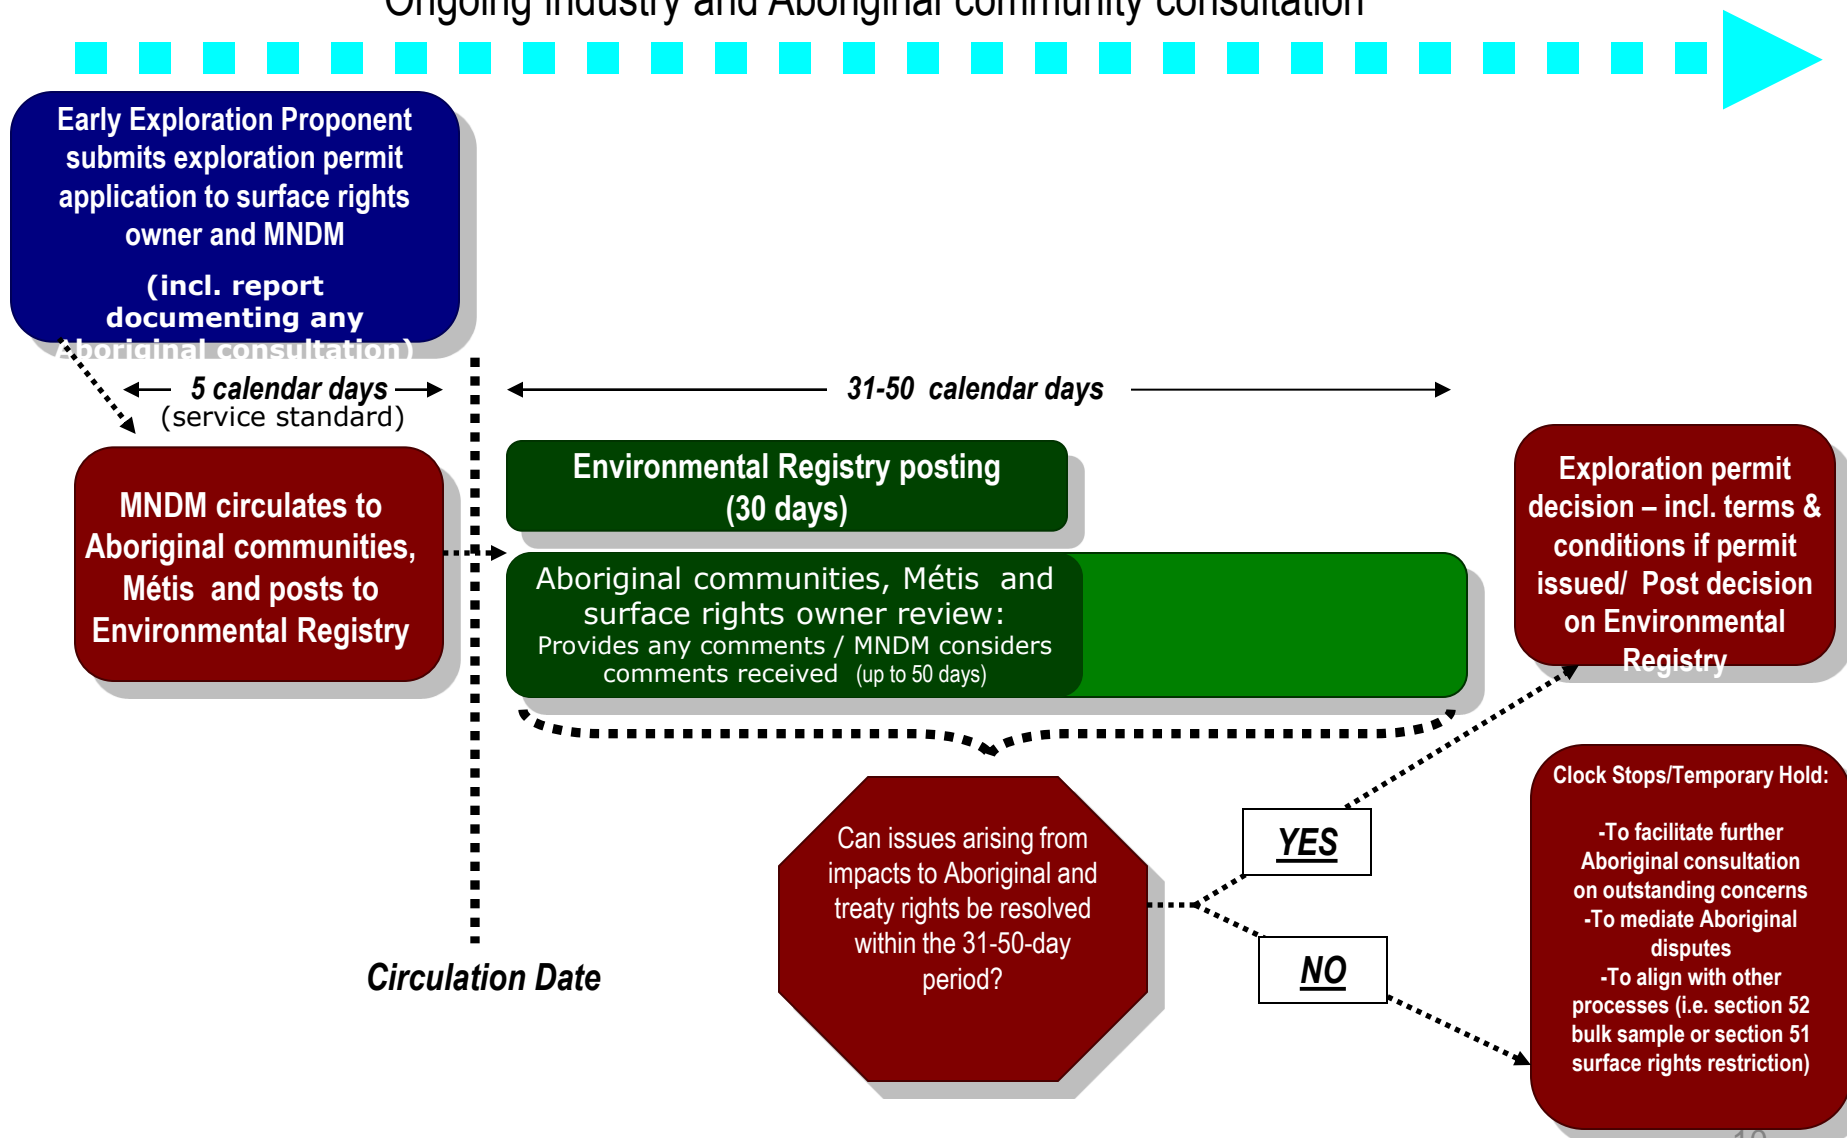 Ongoing Industry and Aboriginal community consultation
Early Exploration Proponent
submits exploration permit
application to surface rights
owner and MNDM
(incl. report
documenting any
Aboriginal consultation)
5 calendar days
(service standard)
31-50 calendar days
MNDM circulates to
Aboriginal communities,
Métis and posts to
Environmental Registry
Environmental Registry posting
(30 days)
Aboriginal communities, Métis and
surface rights owner review:
Provides any comments / MNDM considers
comments received (up to 50 days)
Exploration permit
decision – incl. terms &
conditions if permit
issued/ Post decision
on Environmental
Registry
Circulation Date
Can issues arising from
impacts to Aboriginal and
treaty rights be resolved
within the 31-50-day
period?
YES
NO
Clock Stops/Temporary Hold:
-To facilitate further
Aboriginal consultation
on outstanding concerns
-To mediate Aboriginal
disputes
-To align with other
processes (i.e. section 52
bulk sample or section 51
surface rights restriction)